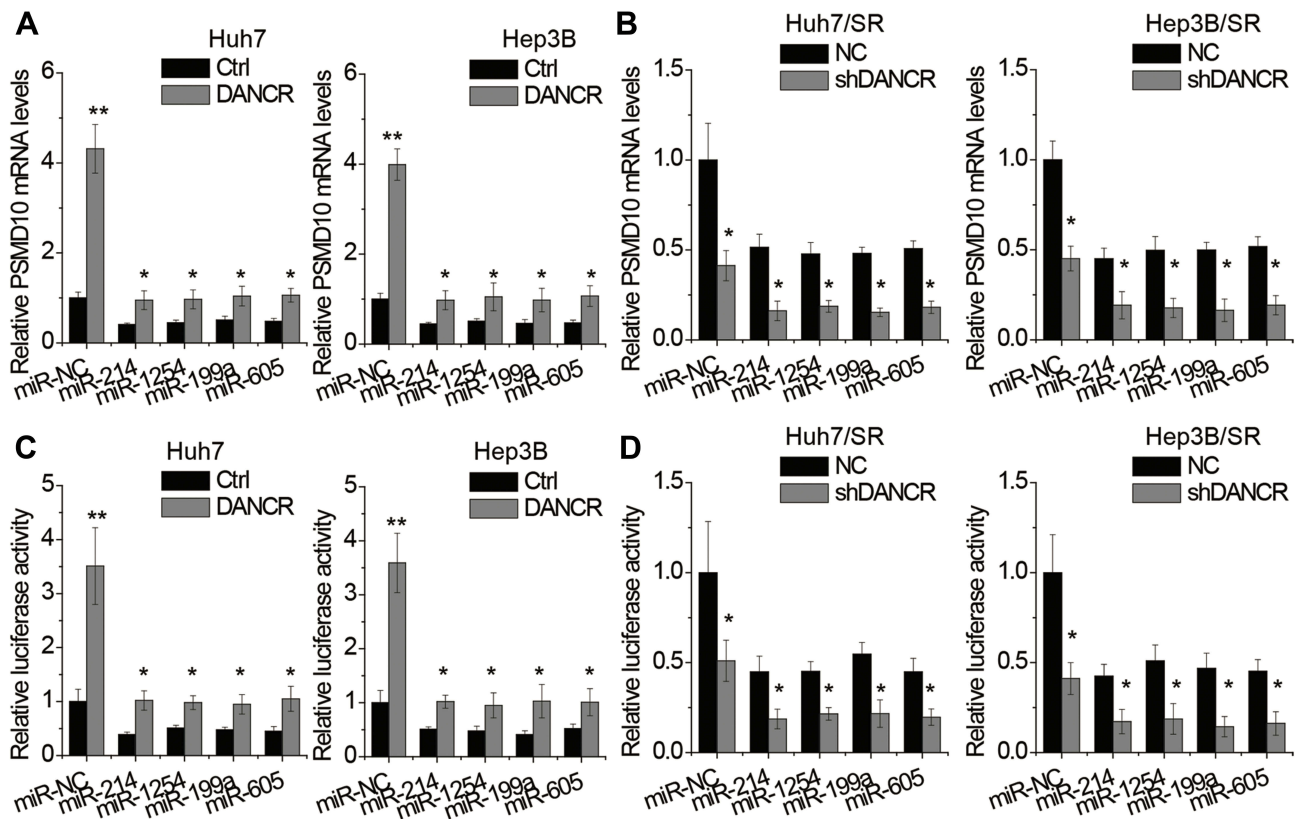 A
Huh7
Ctrl
DANCR
Relative PSMD10 mRNA levels
6
4
2
0
**
*
*
*
*
miR-NC
miR-214
miR-1254
miR-199a
miR-605
Hep3B
Ctrl
DANCR
Relative PSMD10 mRNA levels
6
4
2
0
**
*
*
*
*
miR-NC
miR-214
miR-1254
miR-199a
miR-605
B
Huh7/SR
NC
shDANCR
Relative PSMD10 mRNA levels
1.5
1.0
0.5
0.0
*
*
*
*
*
miR-NC
miR-214
miR-1254
miR-199a
miR-605
Hep3B/SR
NC
shDANCR
Relative PSMD10 mRNA levels
1.5
1.0
0.5
0.0
*
*
*
*
*
miR-NC
miR-214
miR-1254
miR-199a
miR-605
C
Huh7
Ctrl
DANCR
Relative luciferase activity
5
4
3
2
1
0
**
*
*
*
*
miR-NC
miR-214
miR-1254
miR-199a
miR-605
Hep3B
Ctrl
DANCR
Relative luciferase activity
5
4
3
2
1
0
**
*
*
*
*
miR-NC
miR-214
miR-1254
miR-199a
miR-605
D
Huh7/SR
NC
shDANCR
Relative luciferase activity
1.5
1.0
0.5
0.0
*
*
*
*
*
miR-NC
miR-214
miR-1254
miR-199a
miR-605
Hep3B/SR
NC
shDANCR
Relative luciferase activity
1.5
1.0
0.5
0.0
*
*
*
*
*
miR-NC
miR-214
miR-1254
miR-199a
miR-605